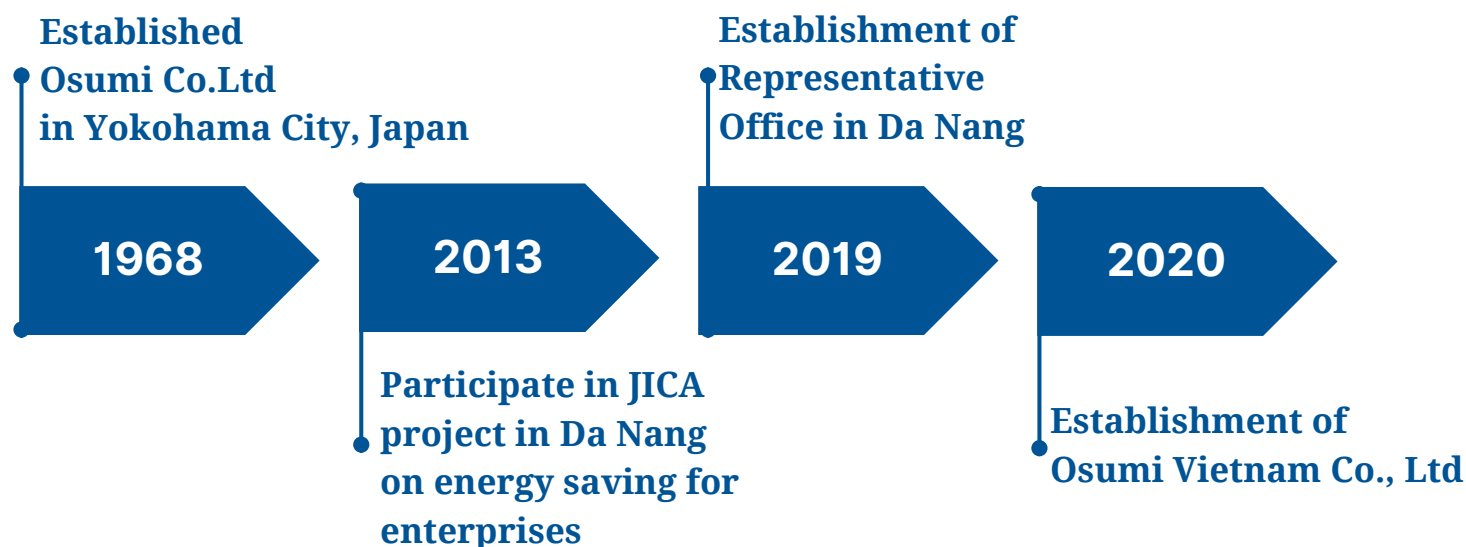 Established
Osumi Co.Ltd
in Yokohama City, Japan
1968
2013
Participate in JICA
project in Da Nang
on energy saving for
enterprises
Establishment of
Representative
Office in Da Nang
2019
2020
Establishment of
Osumi Vietnam Co., Ltd